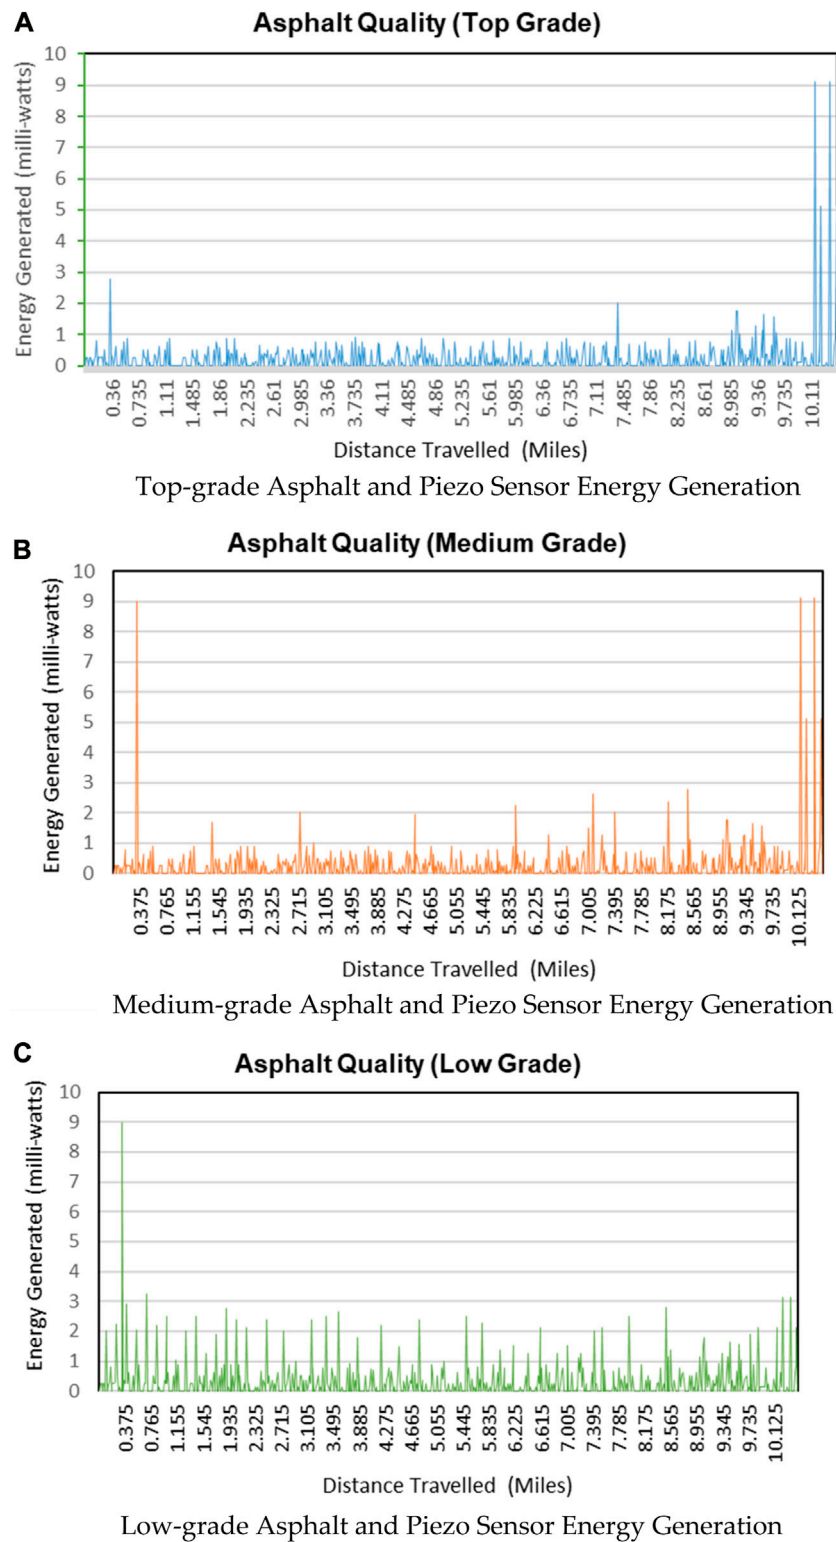 A
Asphalt Quality (Top Grade)
Energy Generated (milli-watts)
10
9
8
7
6
5
4
3
2
1
0
0.36 0.735 1.11 1.485 1.86 2.235 2.61 2.985 3.36 3.735 4.11 4.485 4.86 5.235 5.61 5.985 6.36 6.735 7.11 7.485 7.86 8.235 8.61 8.985 9.36 9.735 10.11
Distance Travelled (Miles)
Top-grade Asphalt and Piezo Sensor Energy Generation
B
Asphalt Quality (Medium Grade)
Energy Generated (milli-watts)
10
9
8
7
6
5
4
3
2
1
0
0.375 0.765 1.155 1.545 1.935 2.325 2.715 3.105 3.495 3.885 4.275 4.665 5.055 5.445 5.835 6.225 6.615 7.005 7.395 7.785 8.175 8.565 8.955 9.345 9.735 10.125
Distance Travelled (Miles)
Medium-grade Asphalt and Piezo Sensor Energy Generation
C
Asphalt Quality (Low Grade)
Energy Generated (milli-watts)
10
9
8
7
6
5
4
3
2
1
0
0.375 0.765 1.155 1.545 1.935 2.325 2.715 3.105 3.495 3.885 4.275 4.665 5.055 5.445 5.835 6.225 6.615 7.005 7.395 7.785 8.175 8.565 8.955 9.345 9.735 10.125
Distance Travelled (Miles)
Low-grade Asphalt and Piezo Sensor Energy Generation